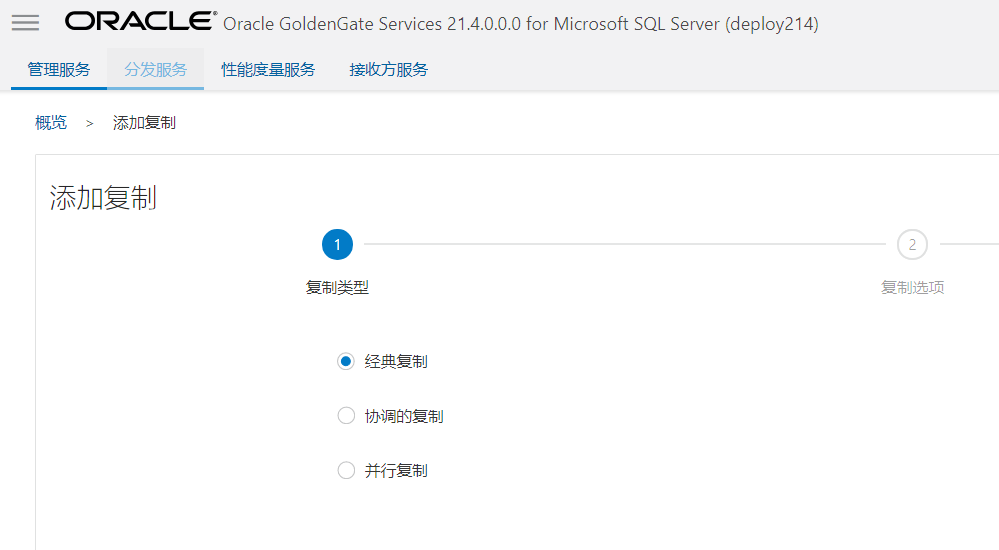 ORACLE® Oracle GoldenGate Services 21.4.0.0.0 for Microsoft SQL Server (deploy214)
管理服务 分发服务 性能度量服务 接收方服务
概览 > 添加复制
添加复制
1 2
复制类型 复制选项
经典复制
协调的复制
并行复制